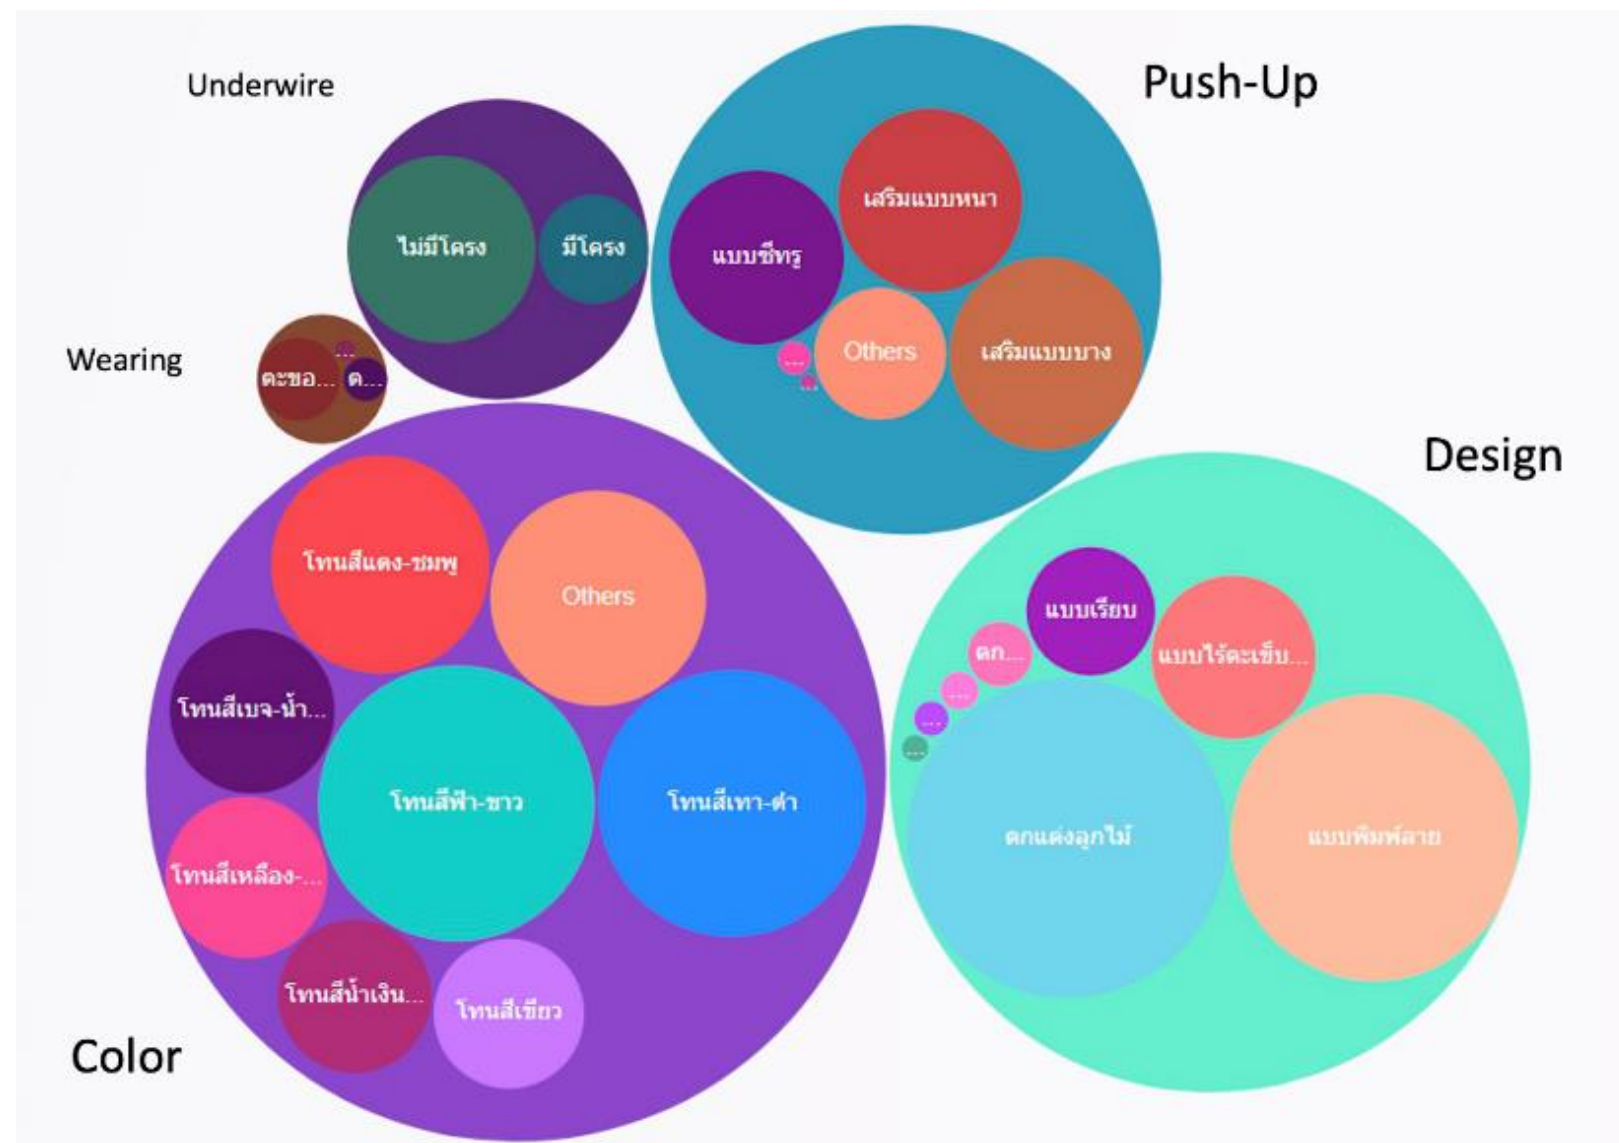 Underwire
Push-Up
ไม่มีโครง
มีโครง
แบบซีทรู
เสริมแบบหนา
Others
เสริมแบบบาง
...
...
Wearing
...
ตะขอ...
ต...
Design
โทนสีแดง-ชมพู
Others
โทนสีเบจ-น้ำ...
โทนสีฟ้า-ขาว
โทนสีเทา-ดำ
โทนสีเหลือง-...
โทนสีน้ำเงิน...
โทนสีเขียว
Color
แบบเรียบ
ตก...
แบบไร้ตะเข็บ...
...
...
...
ตกแต่งลูกไม้
แบบพิมพ์ลาย